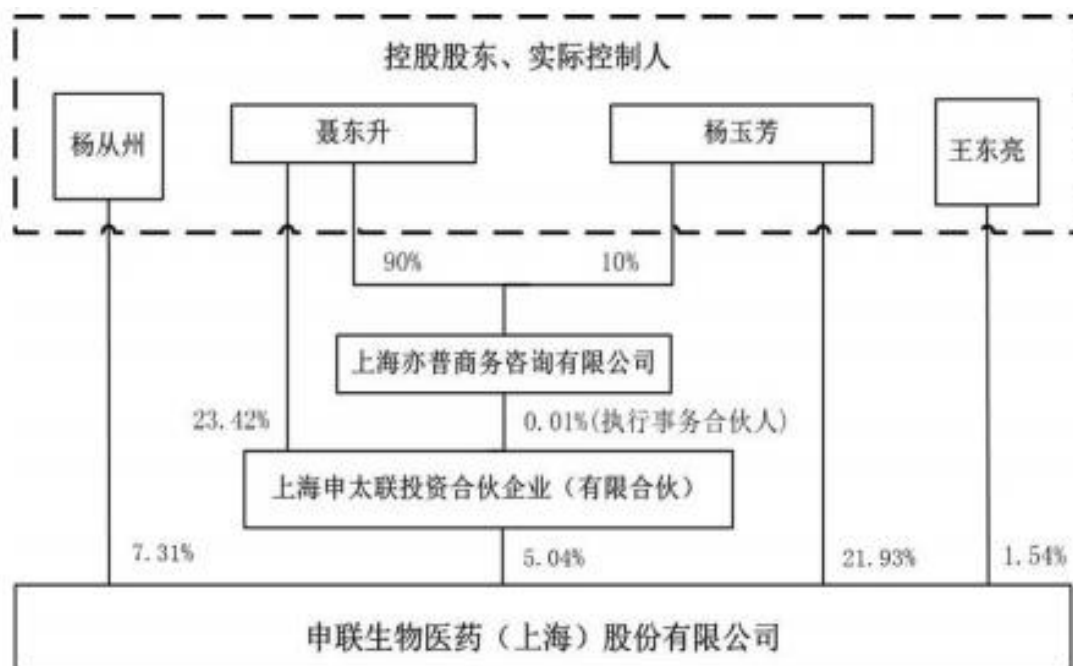 控股股东、实际控制人
杨从州
聂东升
杨玉芳
王东亮
90%
10%
上海亦普商务咨询有限公司
23.42%
0.01%(执行事务合伙人)
上海申太联投资合伙企业（有限合伙）
7.31%
5.04%
21.93%
1.54%
申联生物医药（上海）股份有限公司